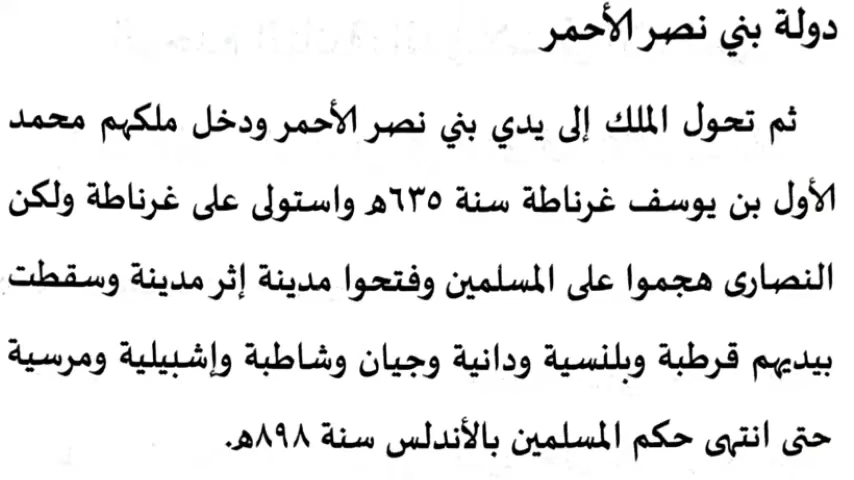 دولة بني نصر الأحمر
ثم تحول الملك إلى يدي بني نصر الأحمر ودخل ملكهم محمد
الأول بن يوسف غرناطة سنة ٦٣٥هـ واستولى على غرناطة ولكن
النصارى هجموا على المسلمين وفتحوا مدينة إثر مدينة وسقطت
بيديهم قرطبة وبلنسية ودانية وجيان وشاطبة وإشبيلية ومرسية
حتى انتهى حكم المسلمين بالأندلس سنة ٨٩٨هـ.